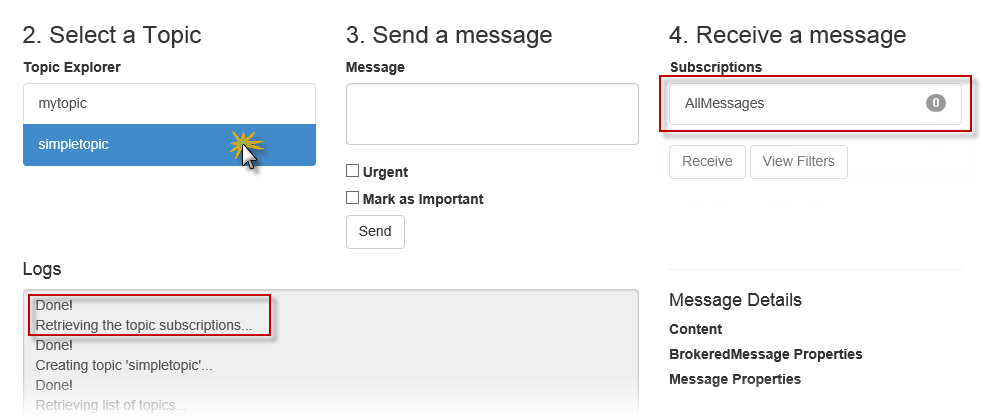 2. Select a Topic
Topic Explorer
mytopic
simpletopic
3. Send a message
Message
Urgent
Mark as Important
Send
4. Receive a message
Subscriptions
AllMessages 0
Receive View Filters
Logs
Done!
Retrieving the topic subscriptions...
Done!
Creating topic 'simpletopic'...
Done!
Retrieving list of topics...
Message Details
Content
BrokeredMessage Properties
Message Properties